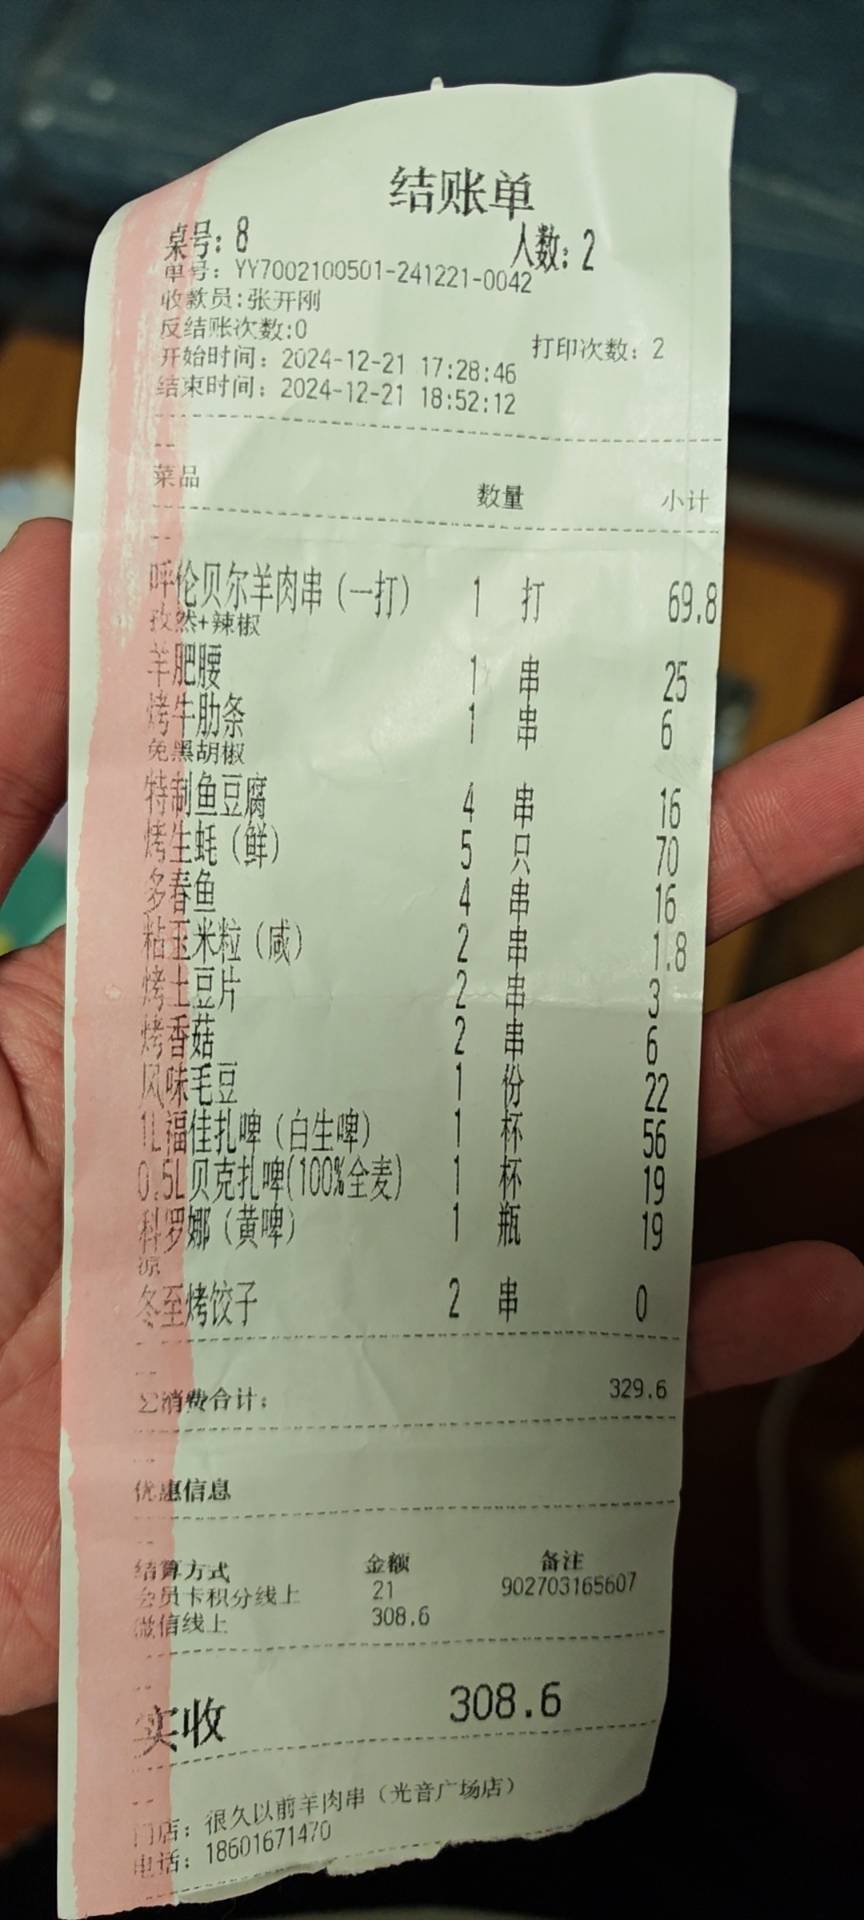 结账单
桌号：8 人数：2
单号：YY7002100501-241221-0042
收款员:张开刚
反结账次数:0 打印次数：2
开始时间：2024-12-21 17:28:46
结束时间：2024-12-21 18:52:12
菜品 数量 小计
呼伦贝尔羊肉串（一打） 1 打 69.8
孜然+辣椒
羊肥腰 1 串 25
烤牛肋条 1 串 6
免黑胡椒
特制鱼豆腐 4 串 16
烤生蚝（鲜） 5 只 70
多春鱼 4 串 16
粘玉米粒（咸） 2 串 1.8
烤土豆片 2 串 3
烤香菇 2 串 6
风味毛豆 1 份 22
1L福佳扎啤（白生啤） 1 杯 56
0.5L贝克扎啤(100%全麦) 1 杯 19
科罗娜（黄啤） 1 瓶 19
凉
冬至烤饺子 2 串 0
消费合计： 329.6
优惠信息
结算方式 金额 备注
会员卡积分线上 21 902703165607
微信线上 308.6
实收 308.6
门店：很久以前羊肉串（光音广场店）
电话：18601671470